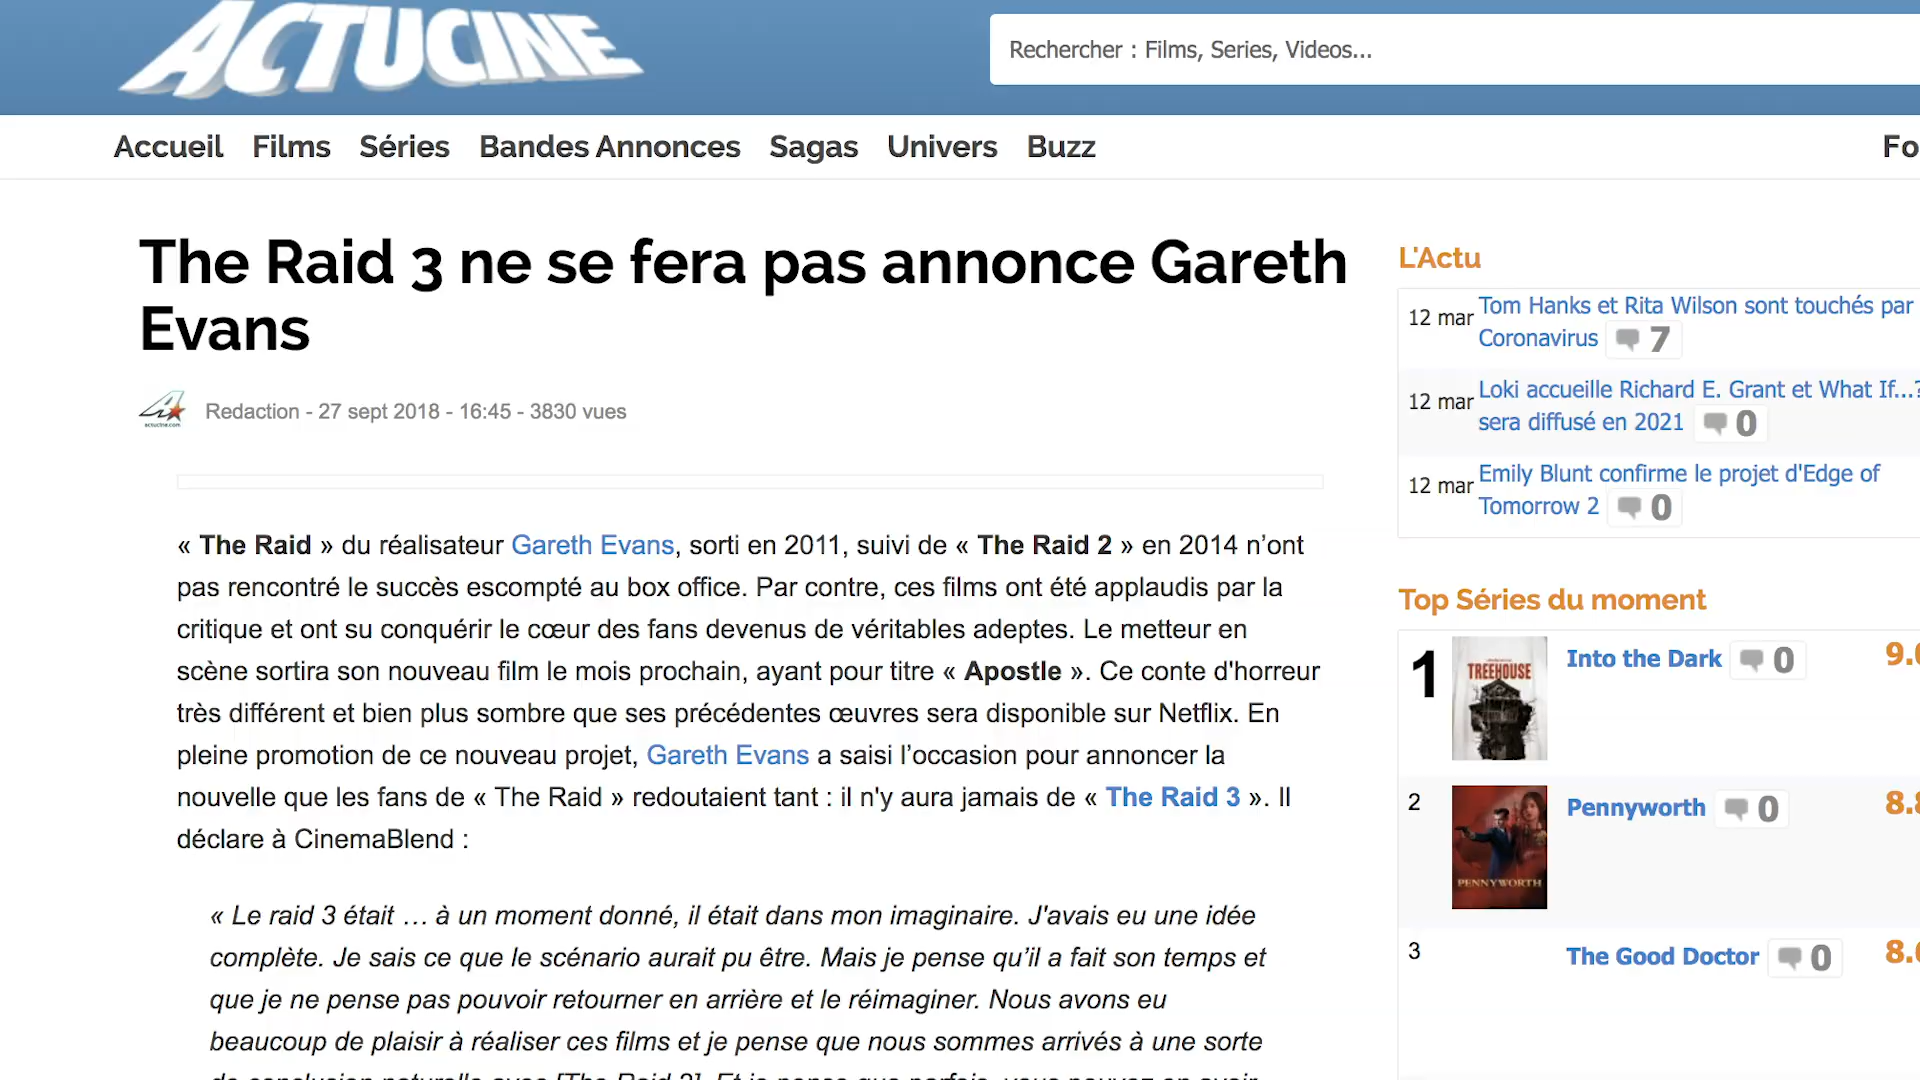 ACTUCINE
Rechercher : Films, Series, Videos...
Accueil Films Séries Bandes Annonces Sagas Univers Buzz Fo
The Raid 3 ne se fera pas annonce Gareth
Evans
actucine.com
Redaction - 27 sept 2018 - 16:45 - 3830 vues
« The Raid » du réalisateur Gareth Evans, sorti en 2011, suivi de « The Raid 2 » en 2014 n’ont
pas rencontré le succès escompté au box office. Par contre, ces films ont été applaudis par la
critique et ont su conquérir le cœur des fans devenus de véritables adeptes. Le metteur en
scène sortira son nouveau film le mois prochain, ayant pour titre « Apostle ». Ce conte d'horreur
très différent et bien plus sombre que ses précédentes œuvres sera disponible sur Netflix. En
pleine promotion de ce nouveau projet, Gareth Evans a saisi l’occasion pour annoncer la
nouvelle que les fans de « The Raid » redoutaient tant : il n'y aura jamais de « The Raid 3 ». Il
déclare à CinemaBlend :
« Le raid 3 était … à un moment donné, il était dans mon imaginaire. J'avais eu une idée
complète. Je sais ce que le scénario aurait pu être. Mais je pense qu’il a fait son temps et
que je ne pense pas pouvoir retourner en arrière et le réimaginer. Nous avons eu
beaucoup de plaisir à réaliser ces films et je pense que nous sommes arrivés à une sorte
L'Actu
12 mar Tom Hanks et Rita Wilson sont touchés par
Coronavirus 7
12 mar Loki accueille Richard E. Grant et What If...?
sera diffusé en 2021 0
12 mar Emily Blunt confirme le projet d'Edge of
Tomorrow 2 0
Top Séries du moment
1 TREEHOUSE Into the Dark 0 9.
2 PENNYWORTH Pennyworth 0 8.8
3 The Good Doctor 0 8.